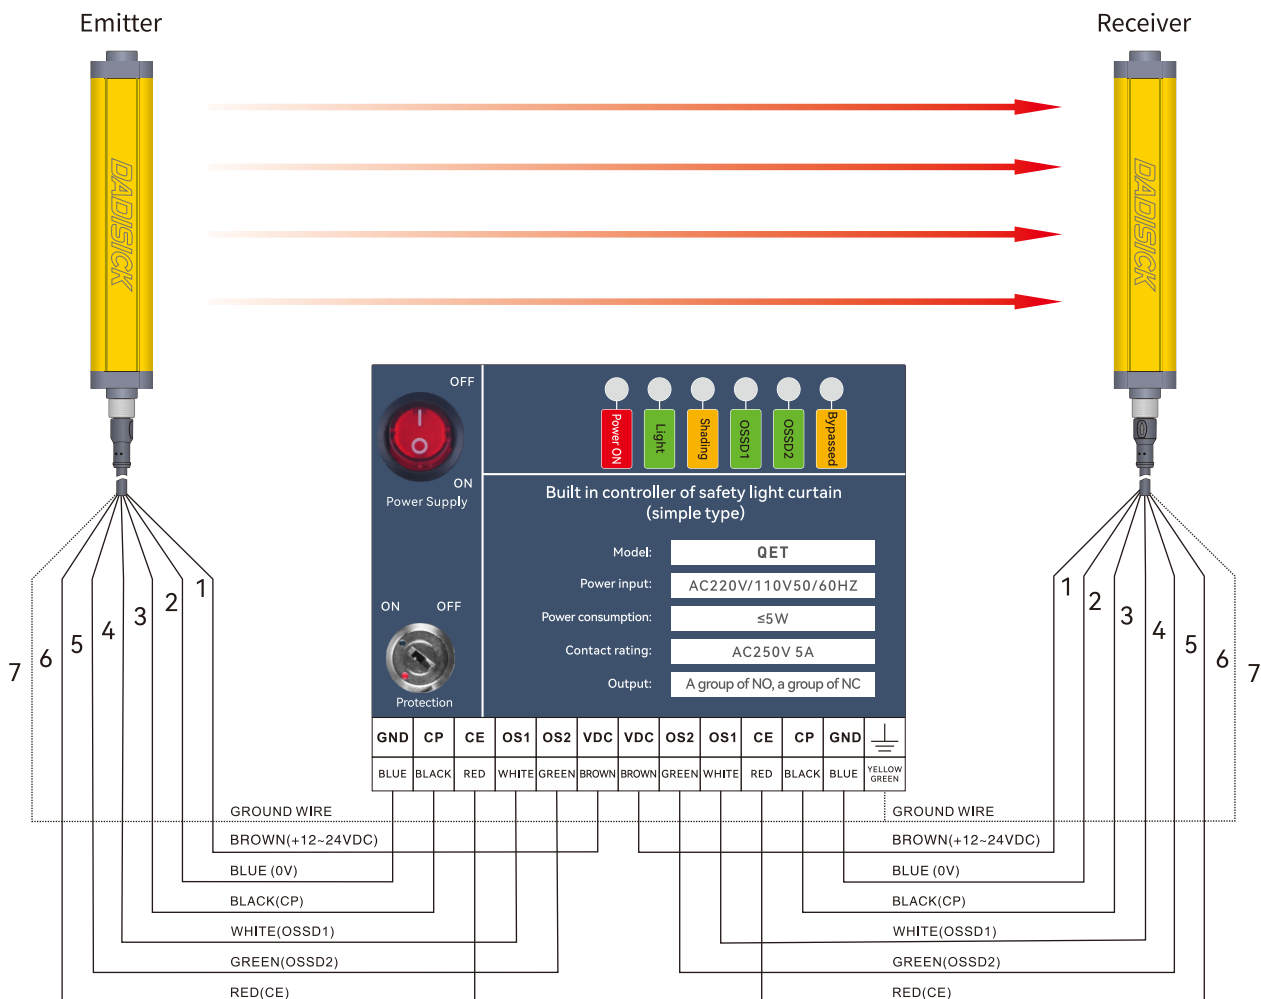 Emitter
Receiver
DADISICK
DADISICK
OFF
ON
Power Supply
Power ON
Light
Shading
OSSD1
OSSD2
Bypassed
Built in controller of safety light curtain
(simple type)
Model: QET
Power input: AC220V/110V50/60HZ
Power consumption: ≤5W
Contact rating: AC250V 5A
Output: A group of NO, a group of NC
ON OFF
Protection
7 6 5 4 3 2 1
1 2 3 4 5 6 7
GND CP CE OS1 OS2 VDC VDC OS2 OS1 CE CP GND
BLUE BLACK RED WHITE GREEN BROWN BROWN GREEN WHITE RED BLACK BLUE YELLOW
GREEN
GROUND WIRE
BROWN(+12~24VDC)
BLUE (0V)
BLACK(CP)
WHITE(OSSD1)
GREEN(OSSD2)
RED(CE)
GROUND WIRE
BROWN(+12~24VDC)
BLUE (0V)
BLACK(CP)
WHITE(OSSD1)
GREEN(OSSD2)
RED(CE)